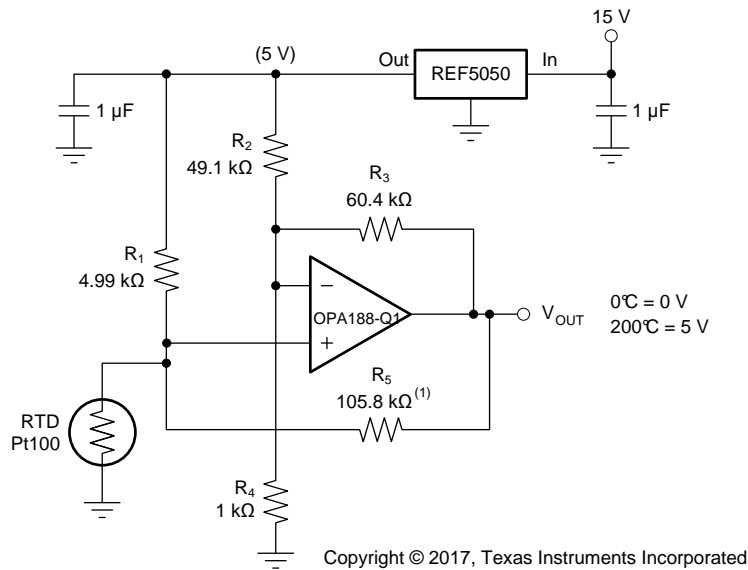 15 V
(5 V)
Out
REF5050
In
1 µF
1 µF
R2
49.1 kΩ
R3
60.4 kΩ
R1
4.99 kΩ
−
OPA188-Q1
+
VOUT
0°C = 0 V
200°C = 5 V
R5
105.8 kΩ(1)
RTD
Pt100
R4
1 kΩ
Copyright © 2017, Texas Instruments Incorporated